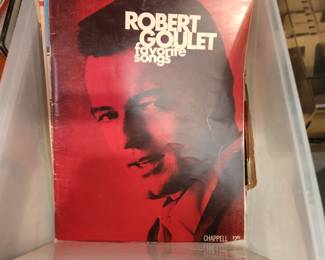 ROBERT
GOULET
favorite
songs
CHAPPELL